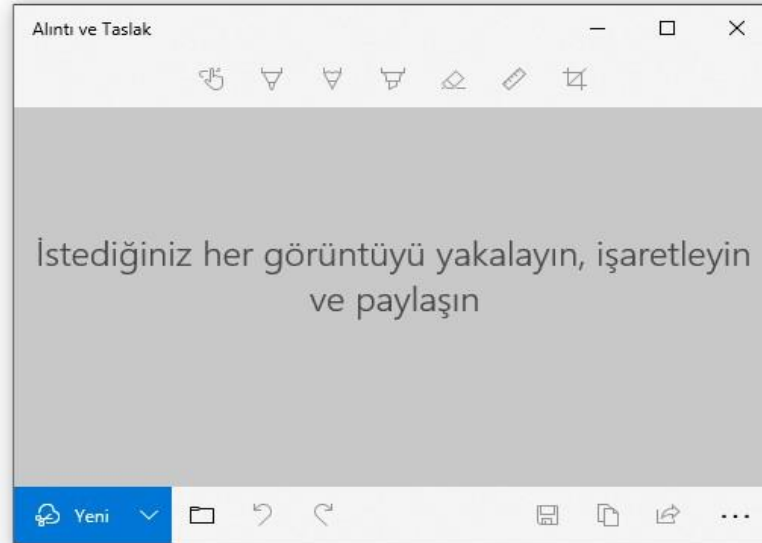 Alıntı ve Taslak
İstediğiniz her görüntüyü yakalayın, işaretleyin
ve paylaşın
Yeni